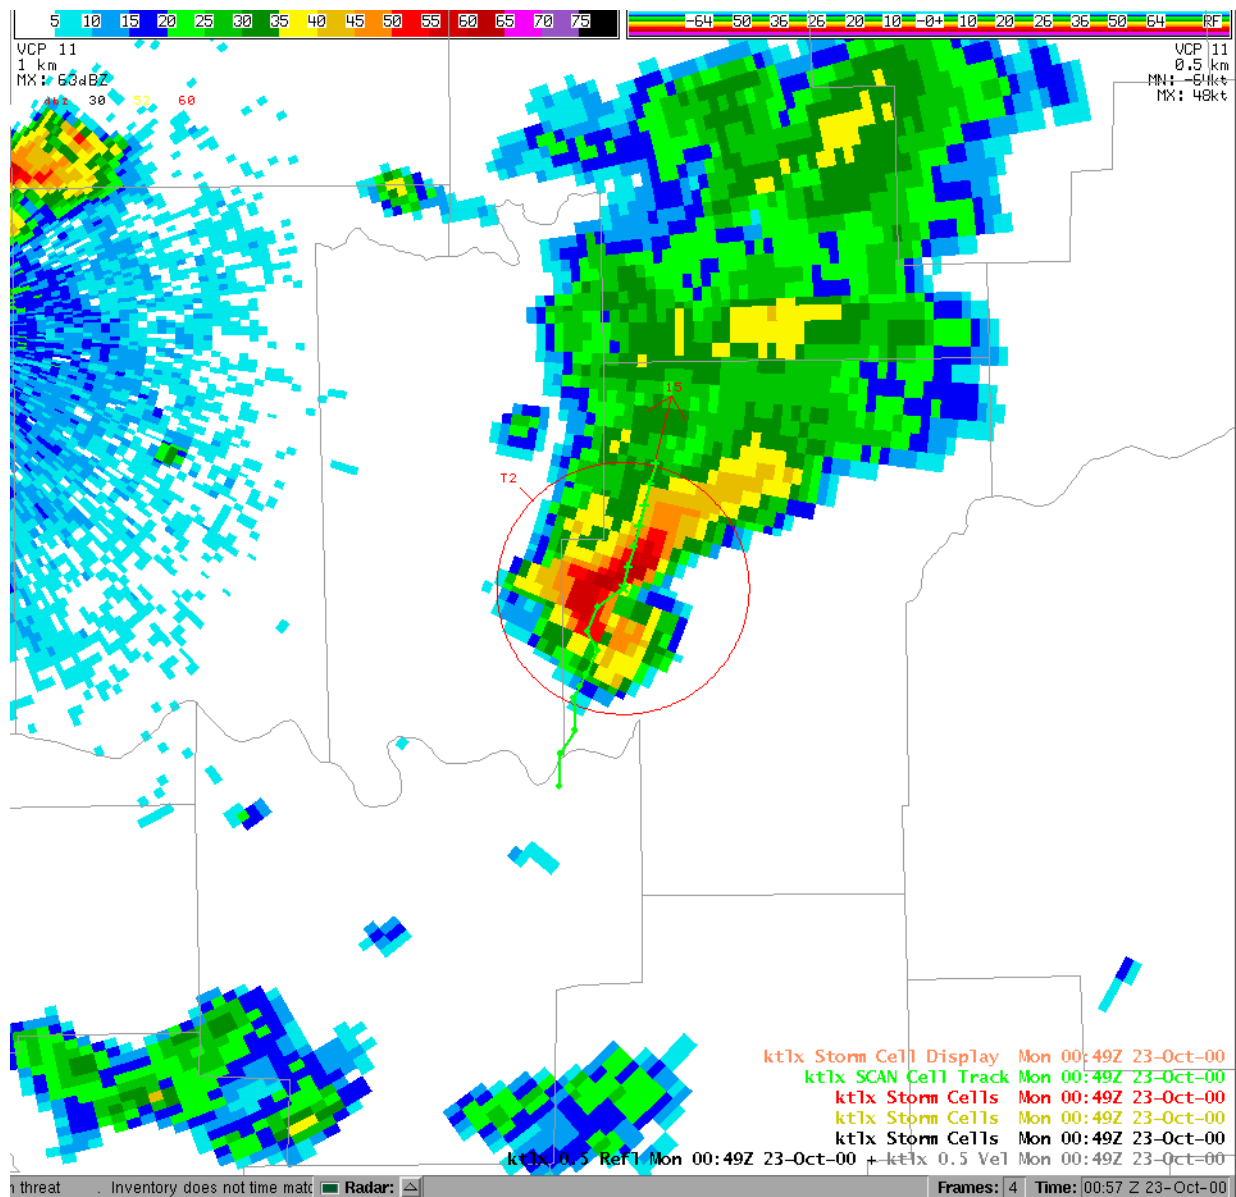 5 10 15 20 25 30 35 40 45 50 55 60 65 70 75
-64 50 36 26 20 10 -0+ 10 20 26 36 50 64 RF
VCP 11
1 km
MX: 63dBZ
dbZ 30 52 60
VCP 11
0.5 km
MN: -64kt
MX: 48kt
15
T2
ktlx Storm Cell Display Mon 00:49Z 23-Oct-00
ktlx SCAN Cell Track Mon 00:49Z 23-Oct-00
ktlx Storm Cells Mon 00:49Z 23-Oct-00
ktlx Storm Cells Mon 00:49Z 23-Oct-00
ktlx Storm Cells Mon 00:49Z 23-Oct-00
ktlx 0.5 Refl Mon 00:49Z 23-Oct-00 + ktlx 0.5 Vel Mon 00:49Z 23-Oct-00
threat . Inventory does not time matc Radar: Frames: 4 Time: 00:57 Z 23-Oct-00